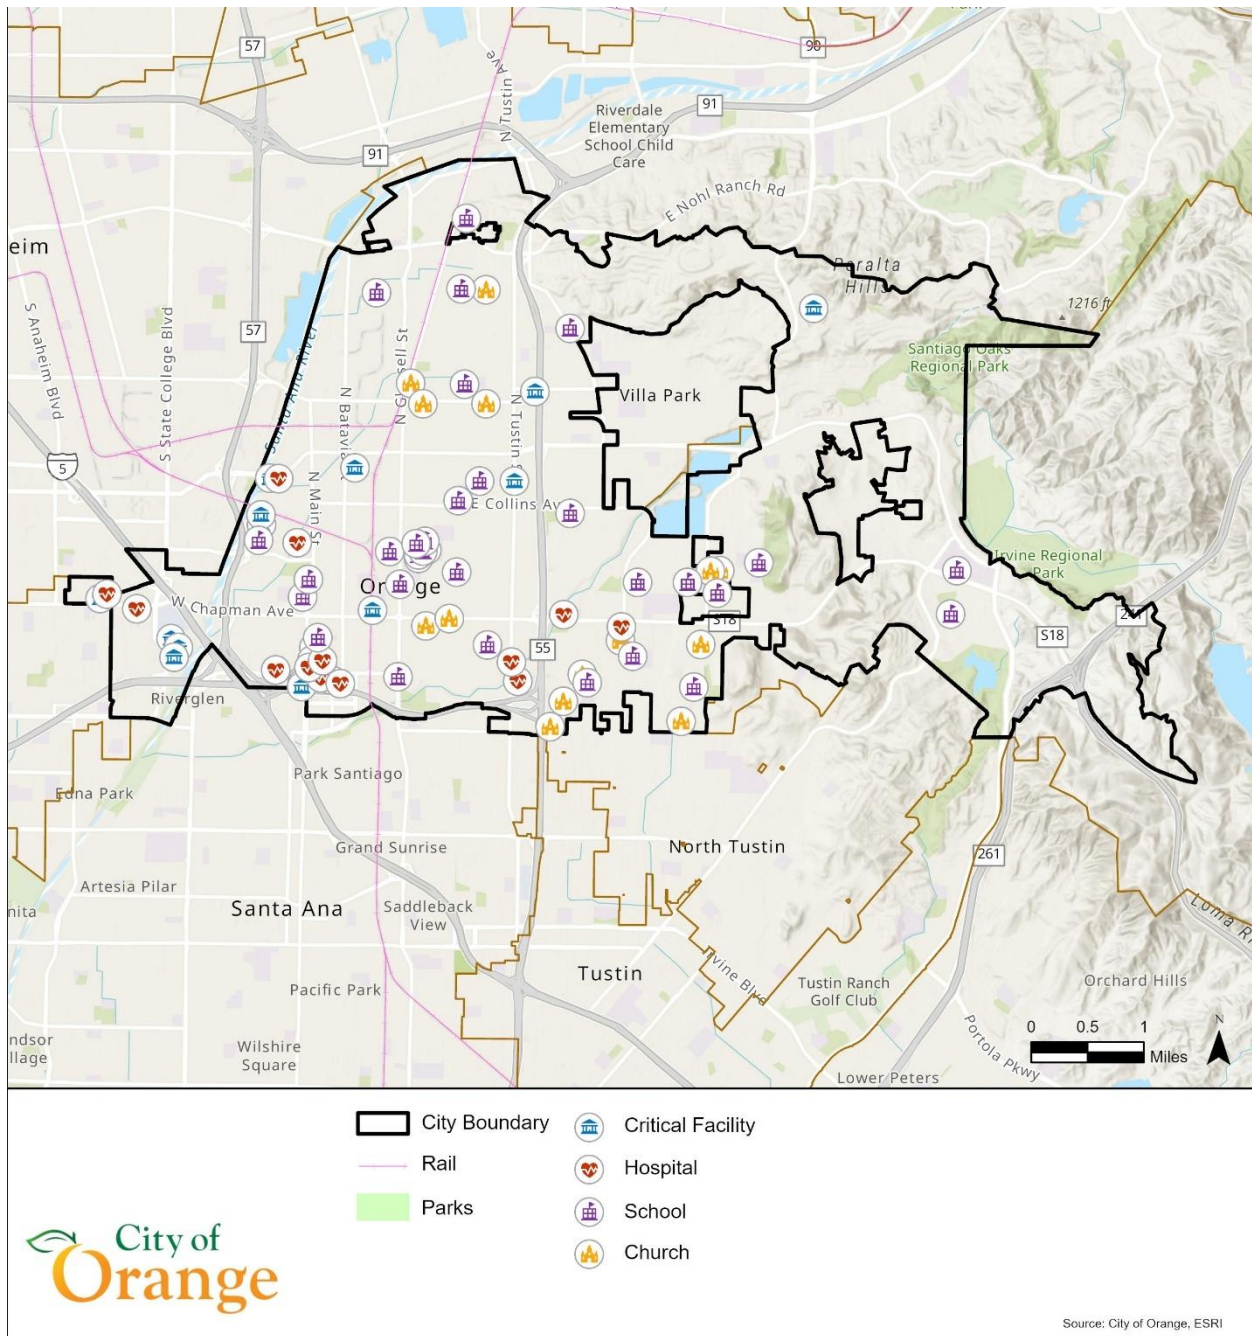 57
90
N Tustin Ave
91
Riverdale
Elementary
School Child
Care
91
E Nohl Ranch Rd
eim
Peralta
Hills
1216 ft
S Anaheim Blvd
S State College Blvd
57
Santa Ana River
Santiago Oaks
Regional Park
N Batavia
Villa Park
N Tustin S
5
N Main St
E Collins Av
Irvine Regional
Park
Orange
W Chapman Ave
S18
241
S18
55
Riverglen
Park Santiago
Edna Park
Grand Sunrise
North Tustin
261
Artesia Pilar
nita
Santa Ana
Saddleback
View
Loma R
Tustin
Irvine Blvd
Pacific Park
Tustin Ranch
Golf Club
Orchard Hills
ndsor
llage
Wilshire
Square
Portola Pkwy
Lower Peters
0 0.5 1
Miles
N
City Boundary
Rail
Parks
Critical Facility
Hospital
School
Church
City of
Orange
Source: City of Orange, ESRI